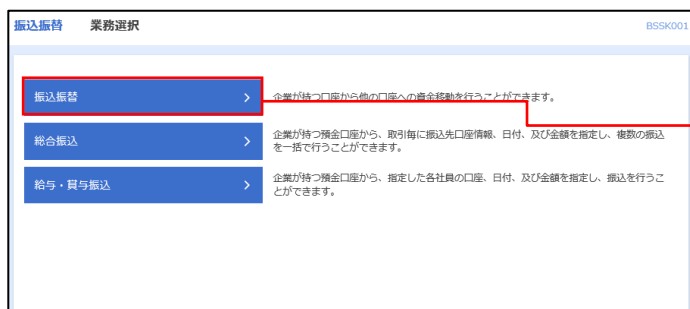 振込振替 業務選択 BSSK001
振込振替
企業が持つ口座から他の口座への資金移動を行うことができます。
総合振込
企業が持つ預金口座から、取引毎に振込先口座情報、日付、及び金額を指定し、複数の振込
を一括で行うことができます。
給与・賞与振込
企業が持つ預金口座から、指定した各社員の口座、日付、及び金額を指定し、振込を行うこ
とができます。